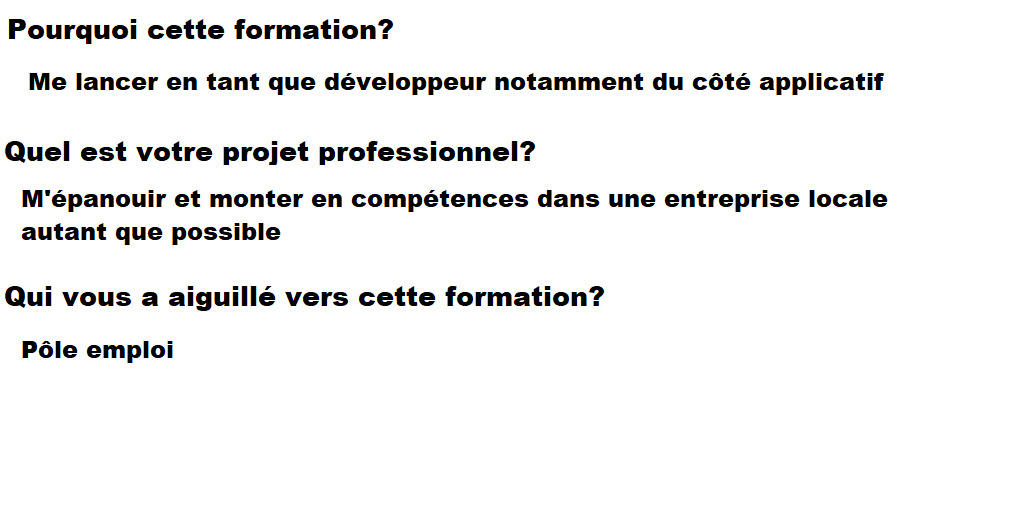 Pourquoi cette formation?
Me lancer en tant que développeur notamment du côté applicatif
Quel est votre projet professionnel?
M'épanouir et monter en compétences dans une entreprise locale
autant que possible
Qui vous a aiguillé vers cette formation?
Pôle emploi